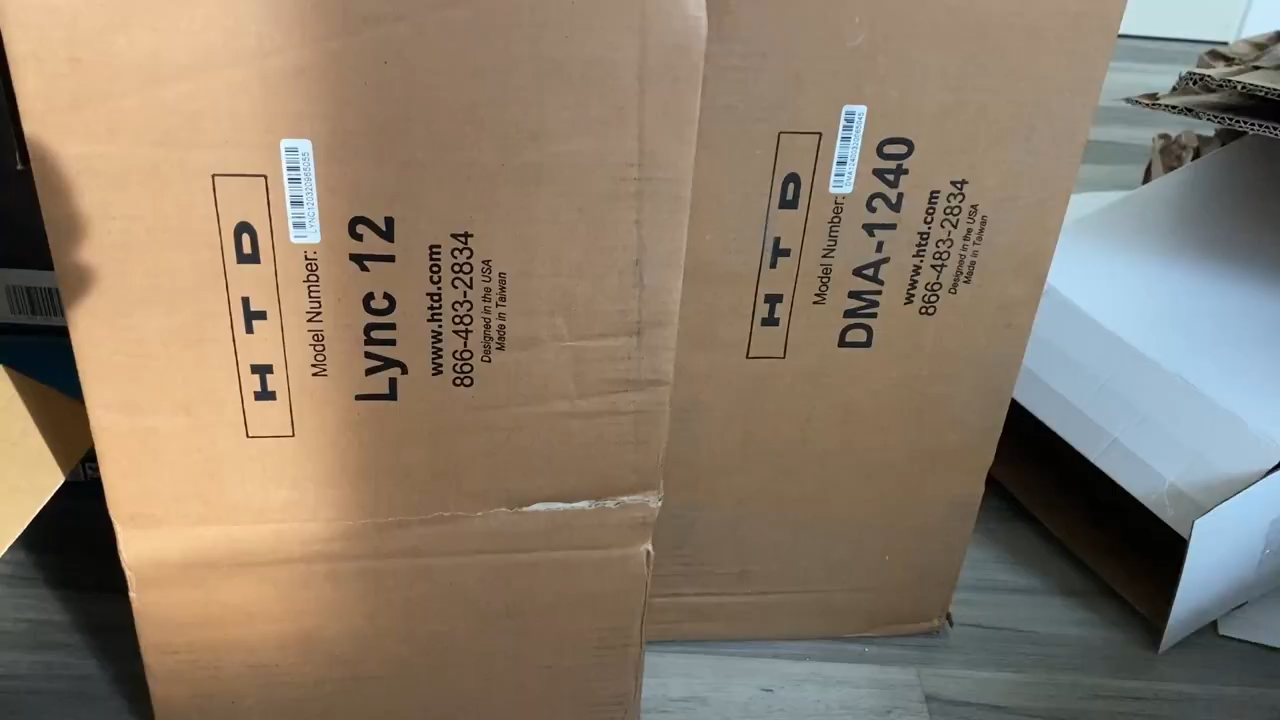 HTD
LYNC120320965055
Model Number:
Lync 12
www.htd.com
866-483-2834
Designed in the USA
Made in Taiwan
HTD
Model Number:
DMA-1240
www.htd.com
866-483-2834
Designed in the USA
Made in Taiwan